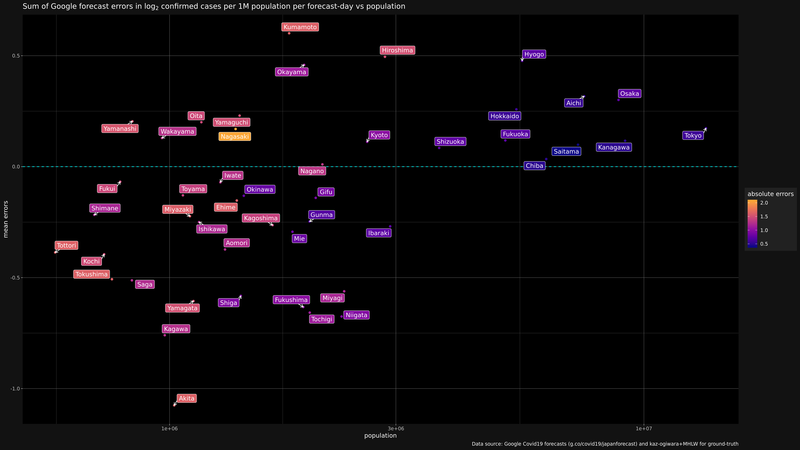 Sum of Google forecast errors in log₂ confirmed cases per 1M population per forecast-day vs population
Kumamoto
Hiroshima
Hyogo
0.5
Okayama
Osaka
Aichi
Oita
Hokkaido
Yamaguchi
Yamanashi
Wakayama
Nagasaki
Kyoto
Fukuoka
Tokyo
Shizuoka
Kanagawa
Saitama
0.0
Chiba
Nagano
Iwate
Fukui
Toyama
Okinawa
Gifu
absolute errors
2.0
1.5
1.0
0.5
Shimane
Miyazaki
Ehime
Kagoshima
Gunma
mean errors
Ishikawa
Ibaraki
Mie
Aomori
Tottori
Kochi
Tokushima
-0.5
Saga
Miyagi
Fukushima
Shiga
Yamagata
Niigata
Tochigi
Kagawa
-1.0
Akita
1e+06
3e+06
1e+07
population
Data source: Google Covid19 forecasts (g.co/covid19/japanforecast) and kaz-ogiwara+MHLW for ground-truth